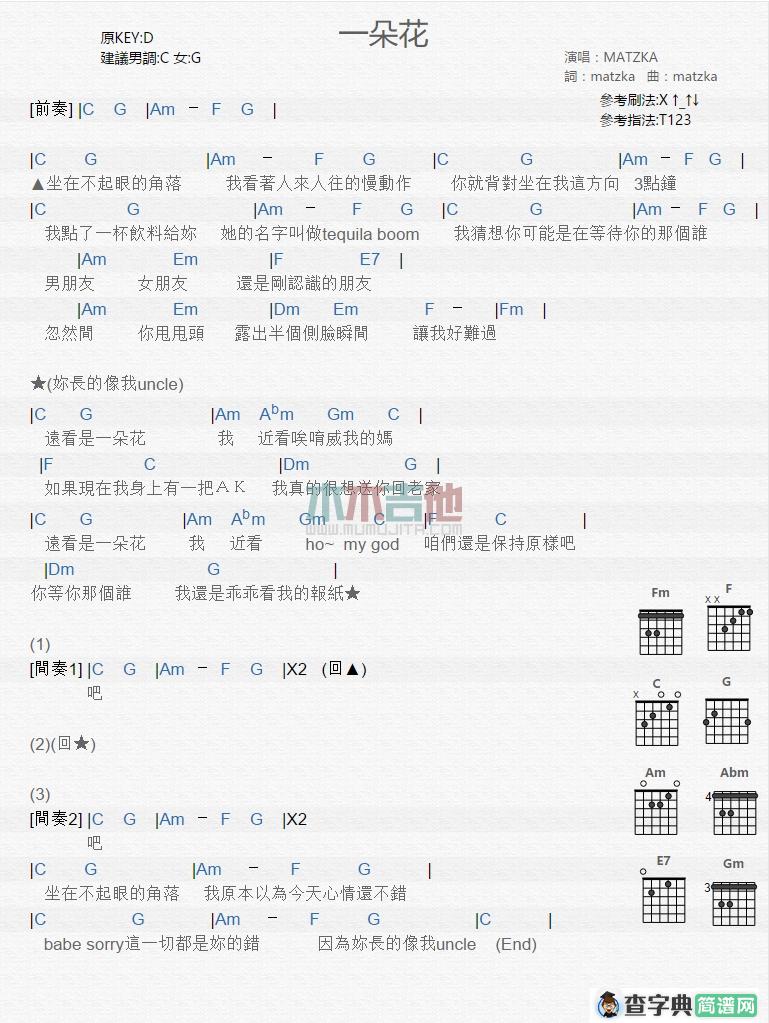 一朵花
原KEY:D
建議男調:C 女:G
演唱：MATZKA
詞：matzka 曲：matzka
參考刷法:X↑_↑↓
參考指法:T123
[前奏] |C G |Am － F G |
|C G |Am － F G |C G |Am－ F G |
▲坐在不起眼的角落 我看著人來人往的慢動作 你就背對坐在我這方向 3點鐘
|C G |Am － F G |C G |Am－ F G |
我點了一杯飲料給妳 她的名字叫做tequila boom 我猜想你可能是在等待你的那個誰
|Am Em |F E7 |
男朋友 女朋友 還是剛認識的朋友
|Am Em |Dm Em F － |Fm |
忽然間 你甩甩頭 露出半個側臉瞬間 讓我好難過
★(妳長的像我uncle)
|C G |Am Abm Gm C |
遠看是一朵花 我 近看唉唷威我的媽
|F C |Dm G |
如果現在我身上有一把ＡＫ 我真的很想送你回老家
木木吉他
WWW.MUMUJITA.COM
|C G |Am Abm Gm C |F C |
遠看是一朵花 我 近看 ho~ my god 咱們還是保持原樣吧
|Dm G |
你等你那個誰 我還是乖乖看我的報紙★
(1)
[間奏1] |C G |Am － F G |X2 (回▲)
吧
(2)(回★)
(3)
[間奏2] |C G |Am － F G |X2
吧
|C G |Am － F G |
坐在不起眼的角落 我原本以為今天心情還不錯
|C G |Am－ F G |C |
babe sorry這一切都是妳的錯 因為妳長的像我uncle (End)
Fm F
x x
C G
x
Am Abm
4
E7 Gm
3
查字典简谱网